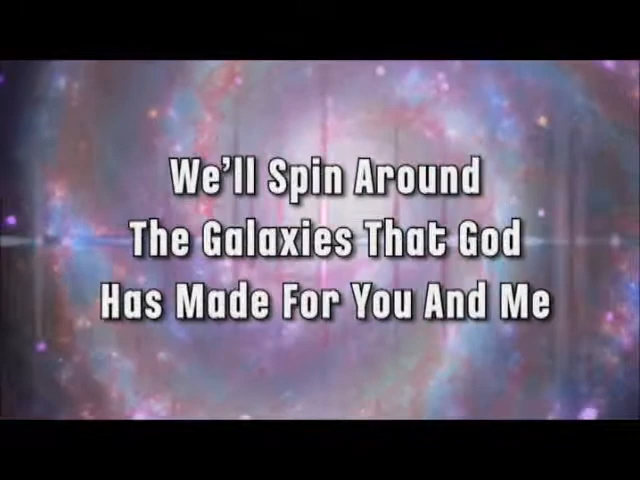 We'll Spin Around
The Galaxies That God
Has Made For You And Me